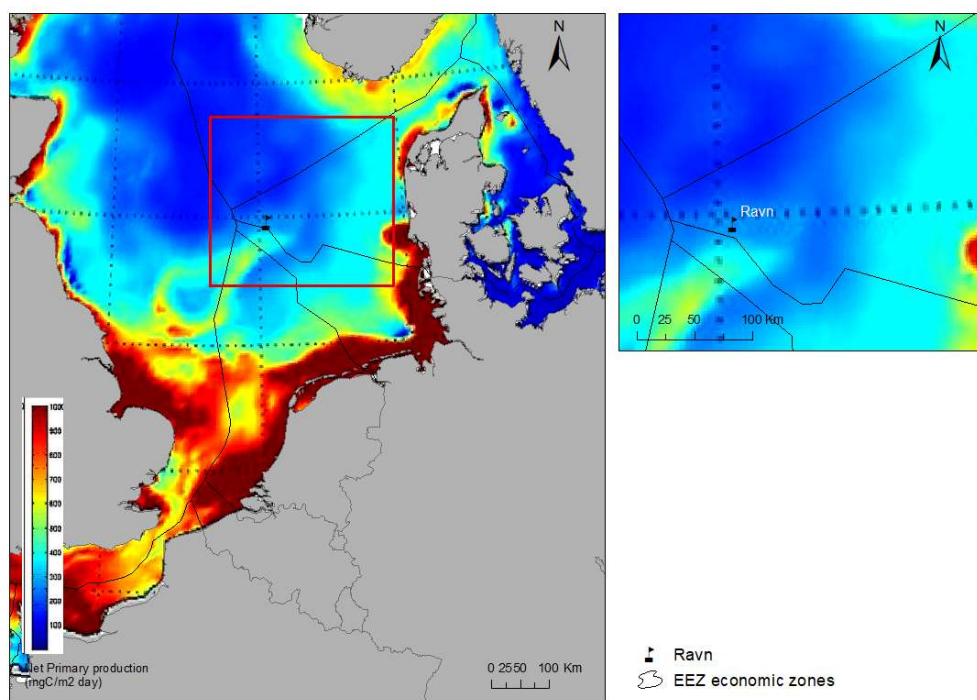 N
900
800
700
600
500
400
300
200
100
Net Primary production
(mgC/m2 day)
0 2550 100 Km
N
Ravn
0 25 50 100 Km
Ravn
EEZ economic zones